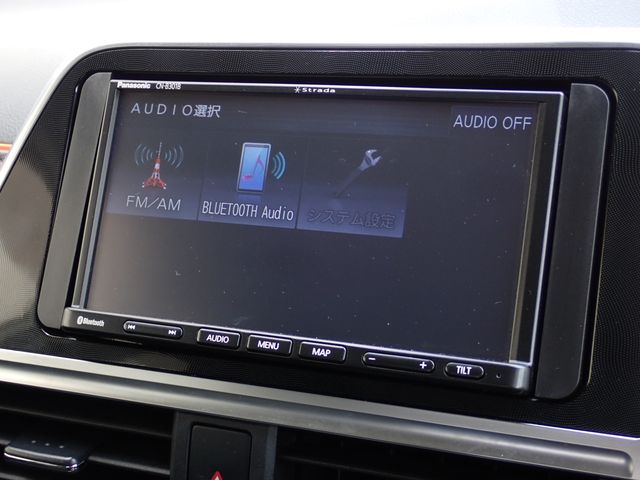 Panasonic CN-B301B
Strada
AUDIO選択
AUDIO OFF
FM/AM
BLUETOOTH Audio
システム設定
Bluetooth
AUDIO
MENU
MAP
− +
TILT